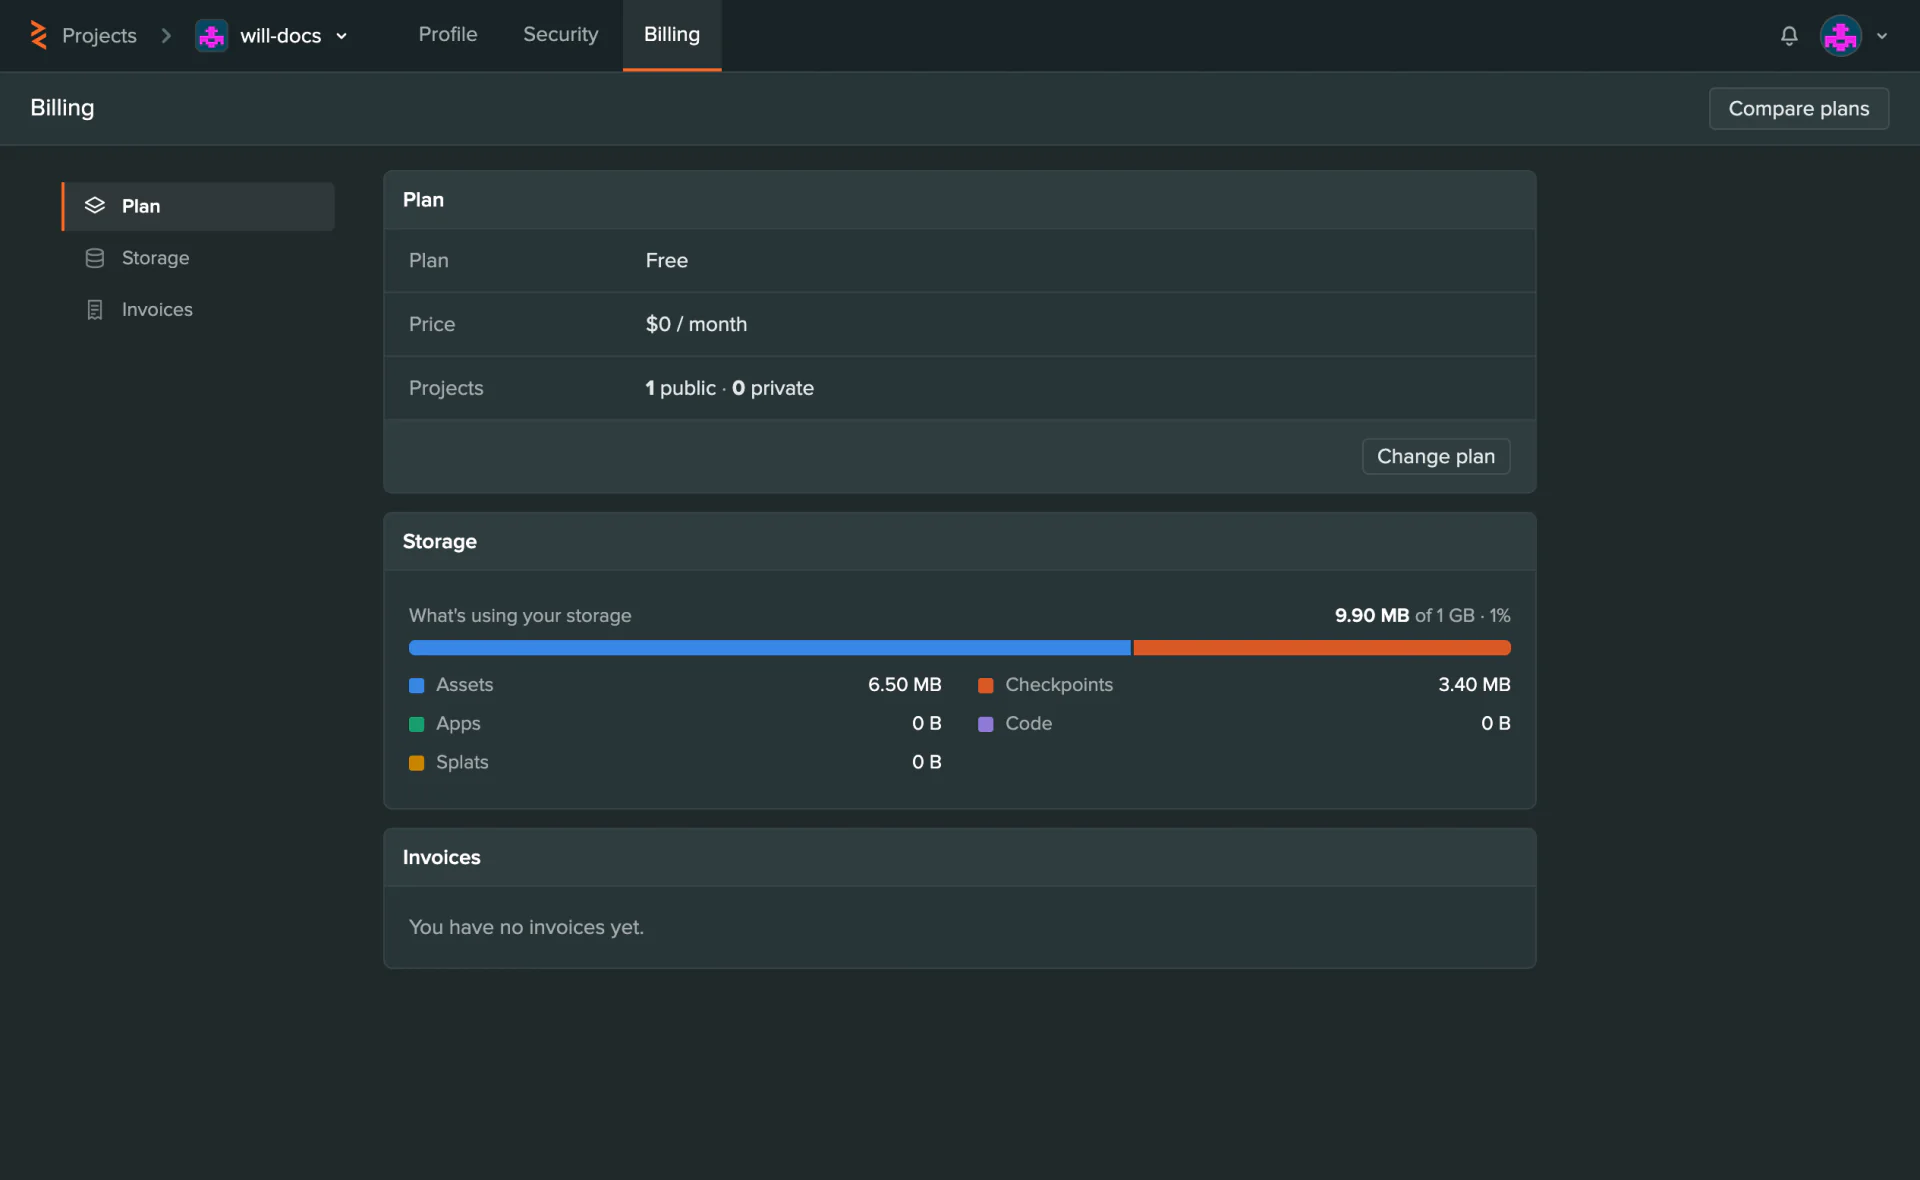 Projects will-docs Profile Security Billing
Billing
Compare plans
Plan
Storage
Invoices
Plan
Plan Free
Price $0 / month
Projects 1 public · 0 private
Change plan
Storage
What's using your storage 9.90 MB of 1 GB · 1%
Assets 6.50 MB Checkpoints 3.40 MB
Apps 0 B Code 0 B
Splats 0 B
Invoices
You have no invoices yet.